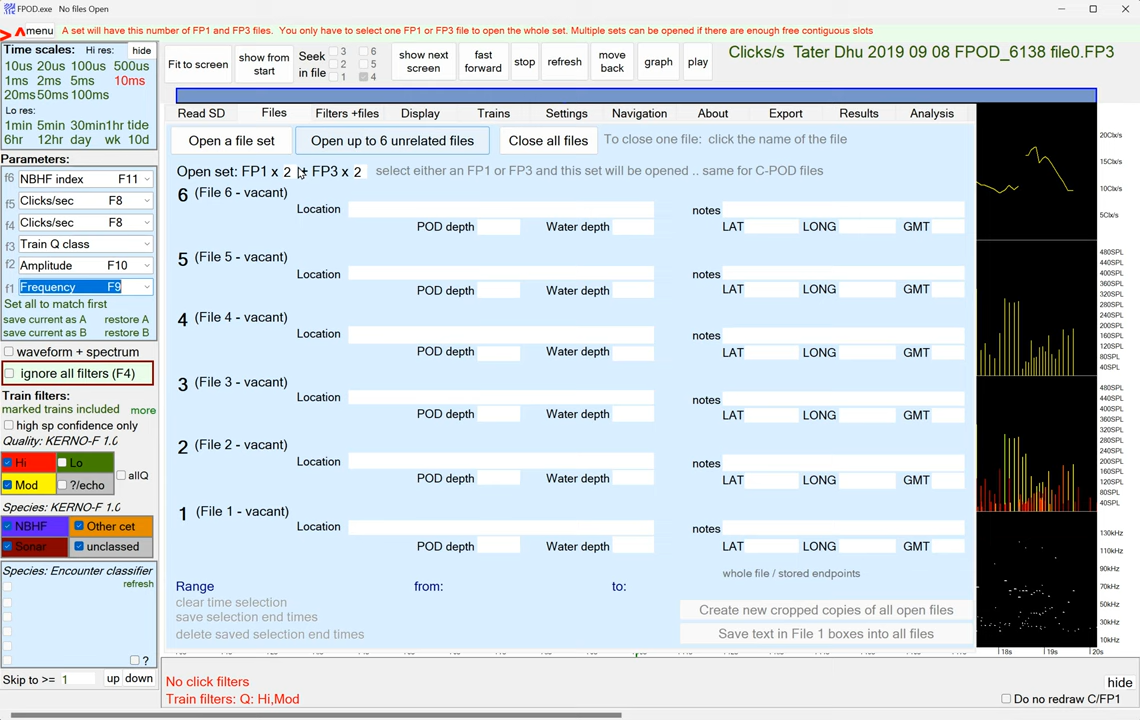 FPOD.exe No files Open
menu A set will have this number of FP1 and FP3 files. You only have to select one FP1 or FP3 file to open the whole set. Multiple sets can be opened if there are enough free contiguous slots
Time scales: Hi res: hide
10us 20us 100us 500us
1ms 2ms 5ms 10ms
20ms 50ms 100ms
Lo res:
1min 5min 30min 1hr tide
6hr 12hr day wk 10d
Fit to screen
show from start
Seek in file
3 6
2 5
1 4
show next screen
fast forward
stop
refresh
move back
graph
play
Clicks/s Tater Dhu 2019 09 08 FPOD_6138 file0.FP3
Read SD Files Filters +files Display Trains Settings Navigation About Export Results Analysis
Open a file set Open up to 6 unrelated files Close all files To close one file: click the name of the file
Open set: FP1 x 2 + FP3 x 2 select either an FP1 or FP3 and this set will be opened .. same for C-POD files
6 (File 6 - vacant)
Location notes
POD depth Water depth LAT LONG GMT
5 (File 5 - vacant)
Location notes
POD depth Water depth LAT LONG GMT
4 (File 4 - vacant)
Location notes
POD depth Water depth LAT LONG GMT
3 (File 3 - vacant)
Location notes
POD depth Water depth LAT LONG GMT
2 (File 2 - vacant)
Location notes
POD depth Water depth LAT LONG GMT
1 (File 1 - vacant)
Location notes
POD depth Water depth LAT LONG GMT
whole file / stored endpoints
Range from: to:
clear time selection
save selection end times
delete saved selection end times
Create new cropped copies of all open files
Save text in File 1 boxes into all files
Parameters:
f6 NBHF index F11
f5 Clicks/sec F8
f4 Clicks/sec F8
f3 Train Q class
f2 Amplitude F10
f1 Frequency F9
Set all to match first
save current as A restore A
save current as B restore B
waveform + spectrum
ignore all filters (F4)
Train filters:
marked trains included more
high sp confidence only
Quality: KERNO-F 1.0
Hi Lo
Mod ?/echo allQ
Species: KERNO-F 1.0
NBHF Other cet
Sonar unclassed
Species: Encounter classifier
refresh
?
Skip to >= 1 up down
20Clx/s
15Clx/s
10Clx/s
5Clx/s
480SPL
440SPL
400SPL
360SPL
320SPL
280SPL
240SPL
200SPL
160SPL
120SPL
80SPL
40SPL
480SPL
440SPL
400SPL
360SPL
320SPL
280SPL
240SPL
200SPL
160SPL
120SPL
80SPL
40SPL
130kHz
110kHz
90kHz
70kHz
50kHz
30kHz
10kHz
18s 19s 20s
No click filters
Train filters: Q: Hi,Mod
hide
Do no redraw C/FP1